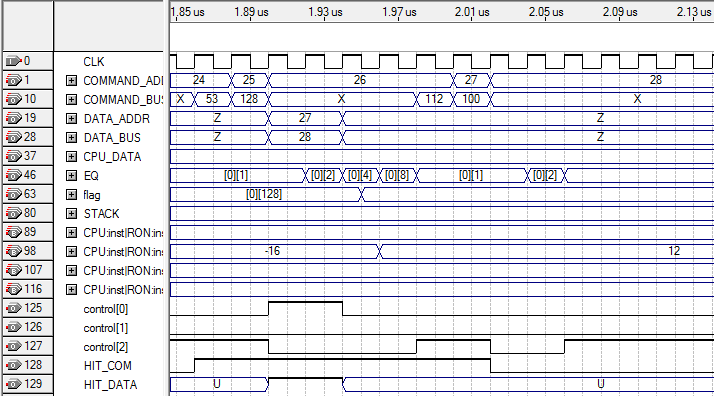 1.85 us 1.89 us 1.93 us 1.97 us 2.01 us 2.05 us 2.09 us 2.13 us
0 CLK
1 COMMAND_ADI 24 25 26 27 28
10 COMMAND_BUS X 53 128 X 112 100 X
19 DATA_ADDR Z 27 Z
28 DATA_BUS Z 28 Z
37 CPU_DATA
46 EQ [0][1] [0][2] [0][4] [0][8] [0][1] [0][2]
63 flag [0][128]
80 STACK
89 CPU:inst|RON:ins
98 CPU:inst|RON:ins -16 12
107 CPU:inst|RON:ins
116 CPU:inst|RON:ins
125 control[0]
126 control[1]
127 control[2]
128 HIT_COM
129 HIT_DATA U U